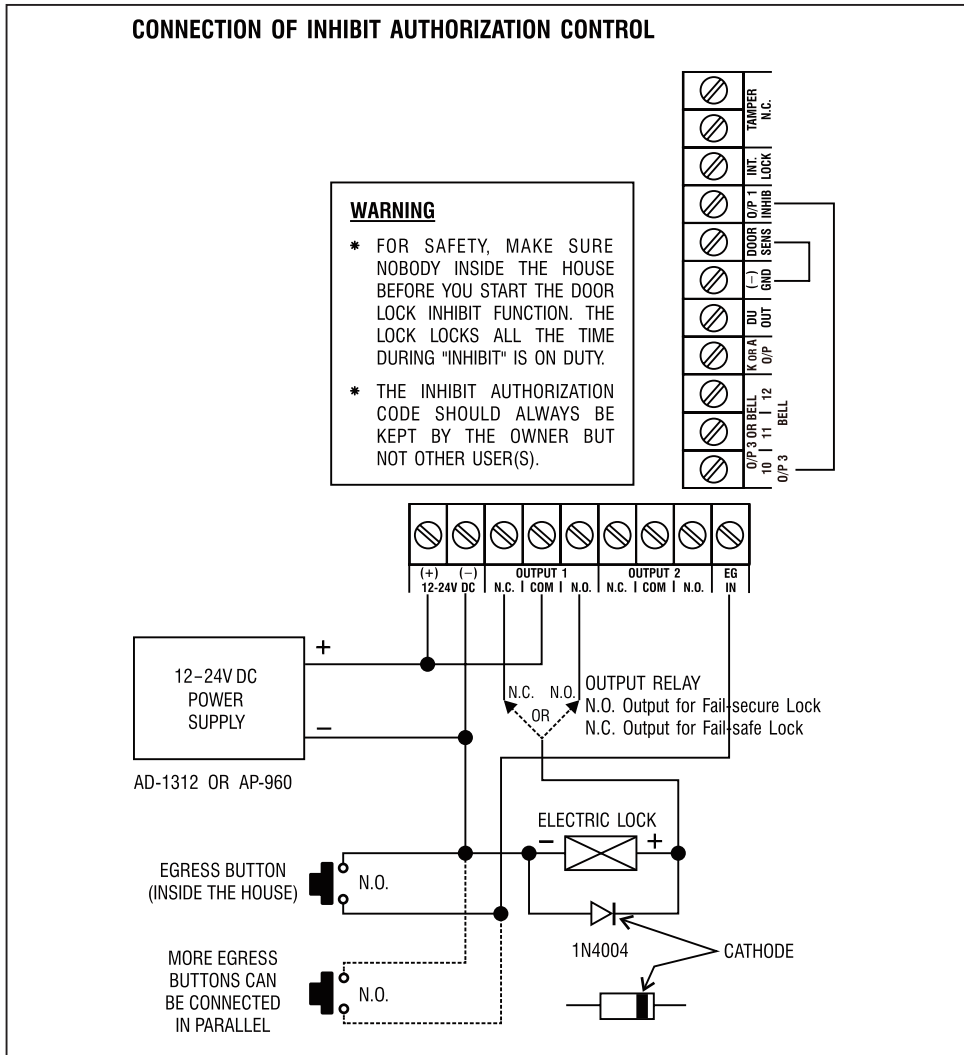 CONNECTION OF INHIBIT AUTHORIZATION CONTROL
TAMPER
N.C.
INT.
LOCK
O/P 1
INHIB
DOOR
SENS
(–)
GND
DU
OUT
K OR A
O/P
O/P 3 OR BELL
10 | 11 | 12
O/P 3
BELL
WARNING
* FOR SAFETY, MAKE SURE
NOBODY INSIDE THE HOUSE
BEFORE YOU START THE DOOR
LOCK INHIBIT FUNCTION. THE
LOCK LOCKS ALL THE TIME
DURING "INHIBIT" IS ON DUTY.
* THE INHIBIT AUTHORIZATION
CODE SHOULD ALWAYS BE
KEPT BY THE OWNER BUT
NOT OTHER USER(S).
(+) (–) OUTPUT 1 OUTPUT 2 EG
12-24V DC N.C. | COM | N.O. N.C. | COM | N.O. IN
+
12–24V DC
POWER
SUPPLY
–
AD-1312 OR AP-960
N.C. N.O.
OR
OUTPUT RELAY
N.O. Output for Fail-secure Lock
N.C. Output for Fail-safe Lock
ELECTRIC LOCK
– +
EGRESS BUTTON
(INSIDE THE HOUSE)
N.O.
1N4004
CATHODE
MORE EGRESS
BUTTONS CAN
BE CONNECTED
IN PARALLEL
N.O.